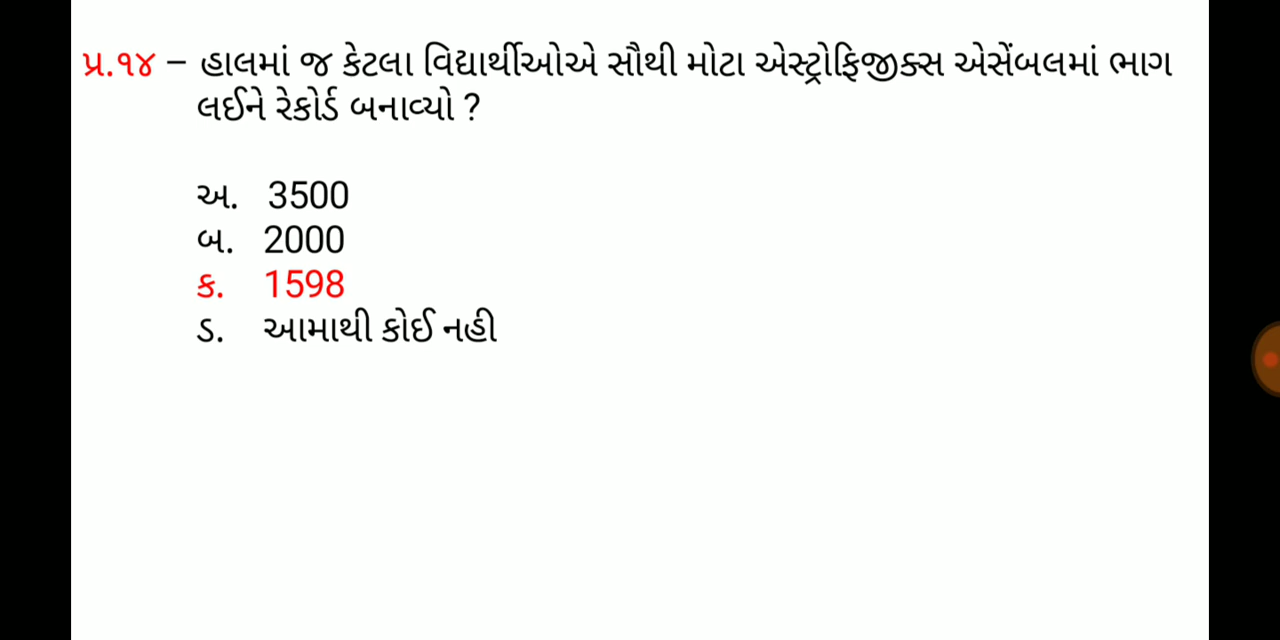 પ્ર.૧૪ – હાલમાં જ કેટલા વિદ્યાર્થીઓએ સૌથી મોટા એસ્ટ્રોફિજીક્સ એસેંબલમાં ભાગ
લઈને રેકોર્ડ બનાવ્યો ?
અ. 3500
બ. 2000
ક. 1598
ડ. આમાથી કોઈ નહી